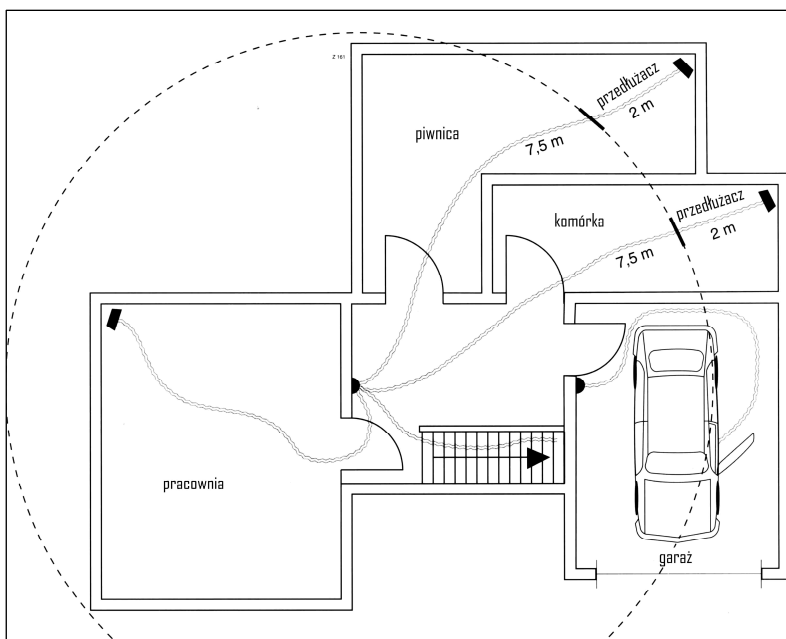 Z 161
przedłużacz
2 m
piwnica
7,5 m
przedłużacz
komórka
2 m
7,5 m
pracownia
garaż